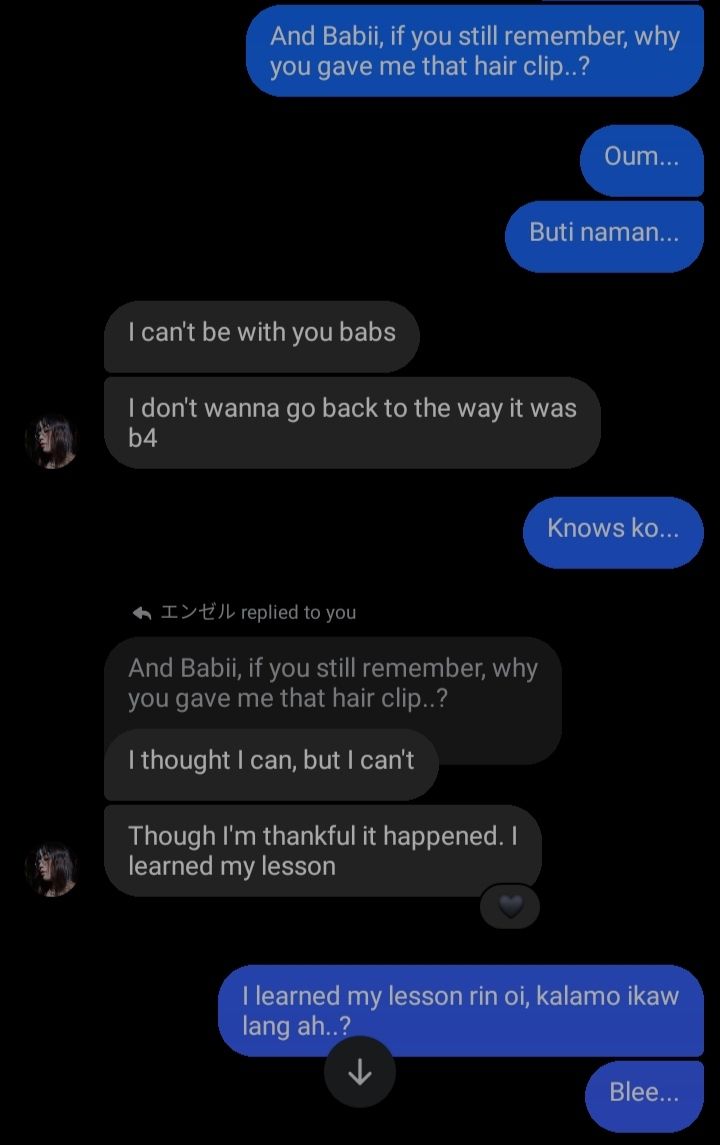 And Babii, if you still remember, why
you gave me that hair clip..?
Oum...
Buti naman...
I can't be with you babs
I don't wanna go back to the way it was
b4
Knows ko...
エンゼル replied to you
And Babii, if you still remember, why
you gave me that hair clip..?
I thought I can, but I can't
Though I'm thankful it happened. I
learned my lesson
I learned my lesson rin oi, kalamo ikaw
lang ah..?
Blee...